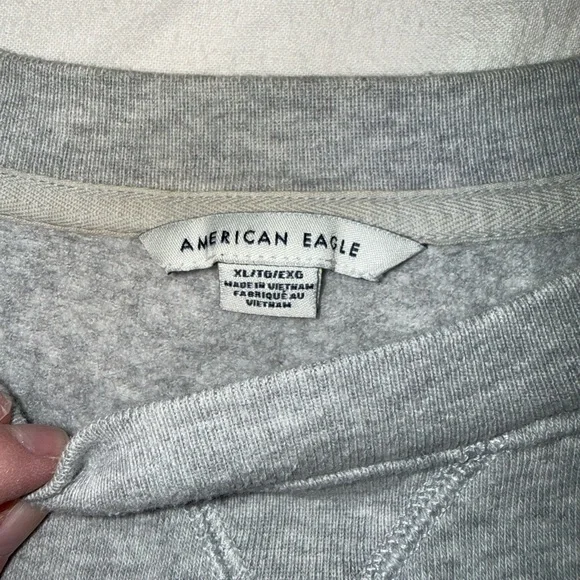 AMERICAN EAGLE
XL/TG/EXG
MADE IN VIETNAM
FABRIQUÉ AU
VIETNAM